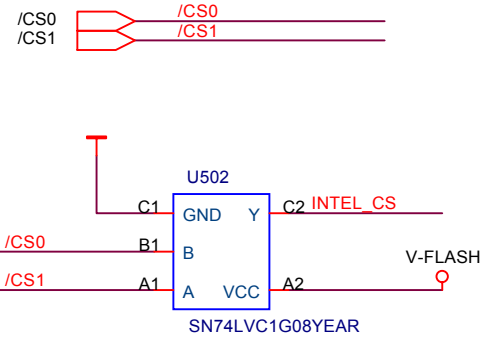 /CS0 /CS0
/CS1 /CS1
U502
C1 GND Y C2 INTEL_CS
/CS0 B1 B
V-FLASH
/CS1 A1 A VCC A2
SN74LVC1G08YEAR